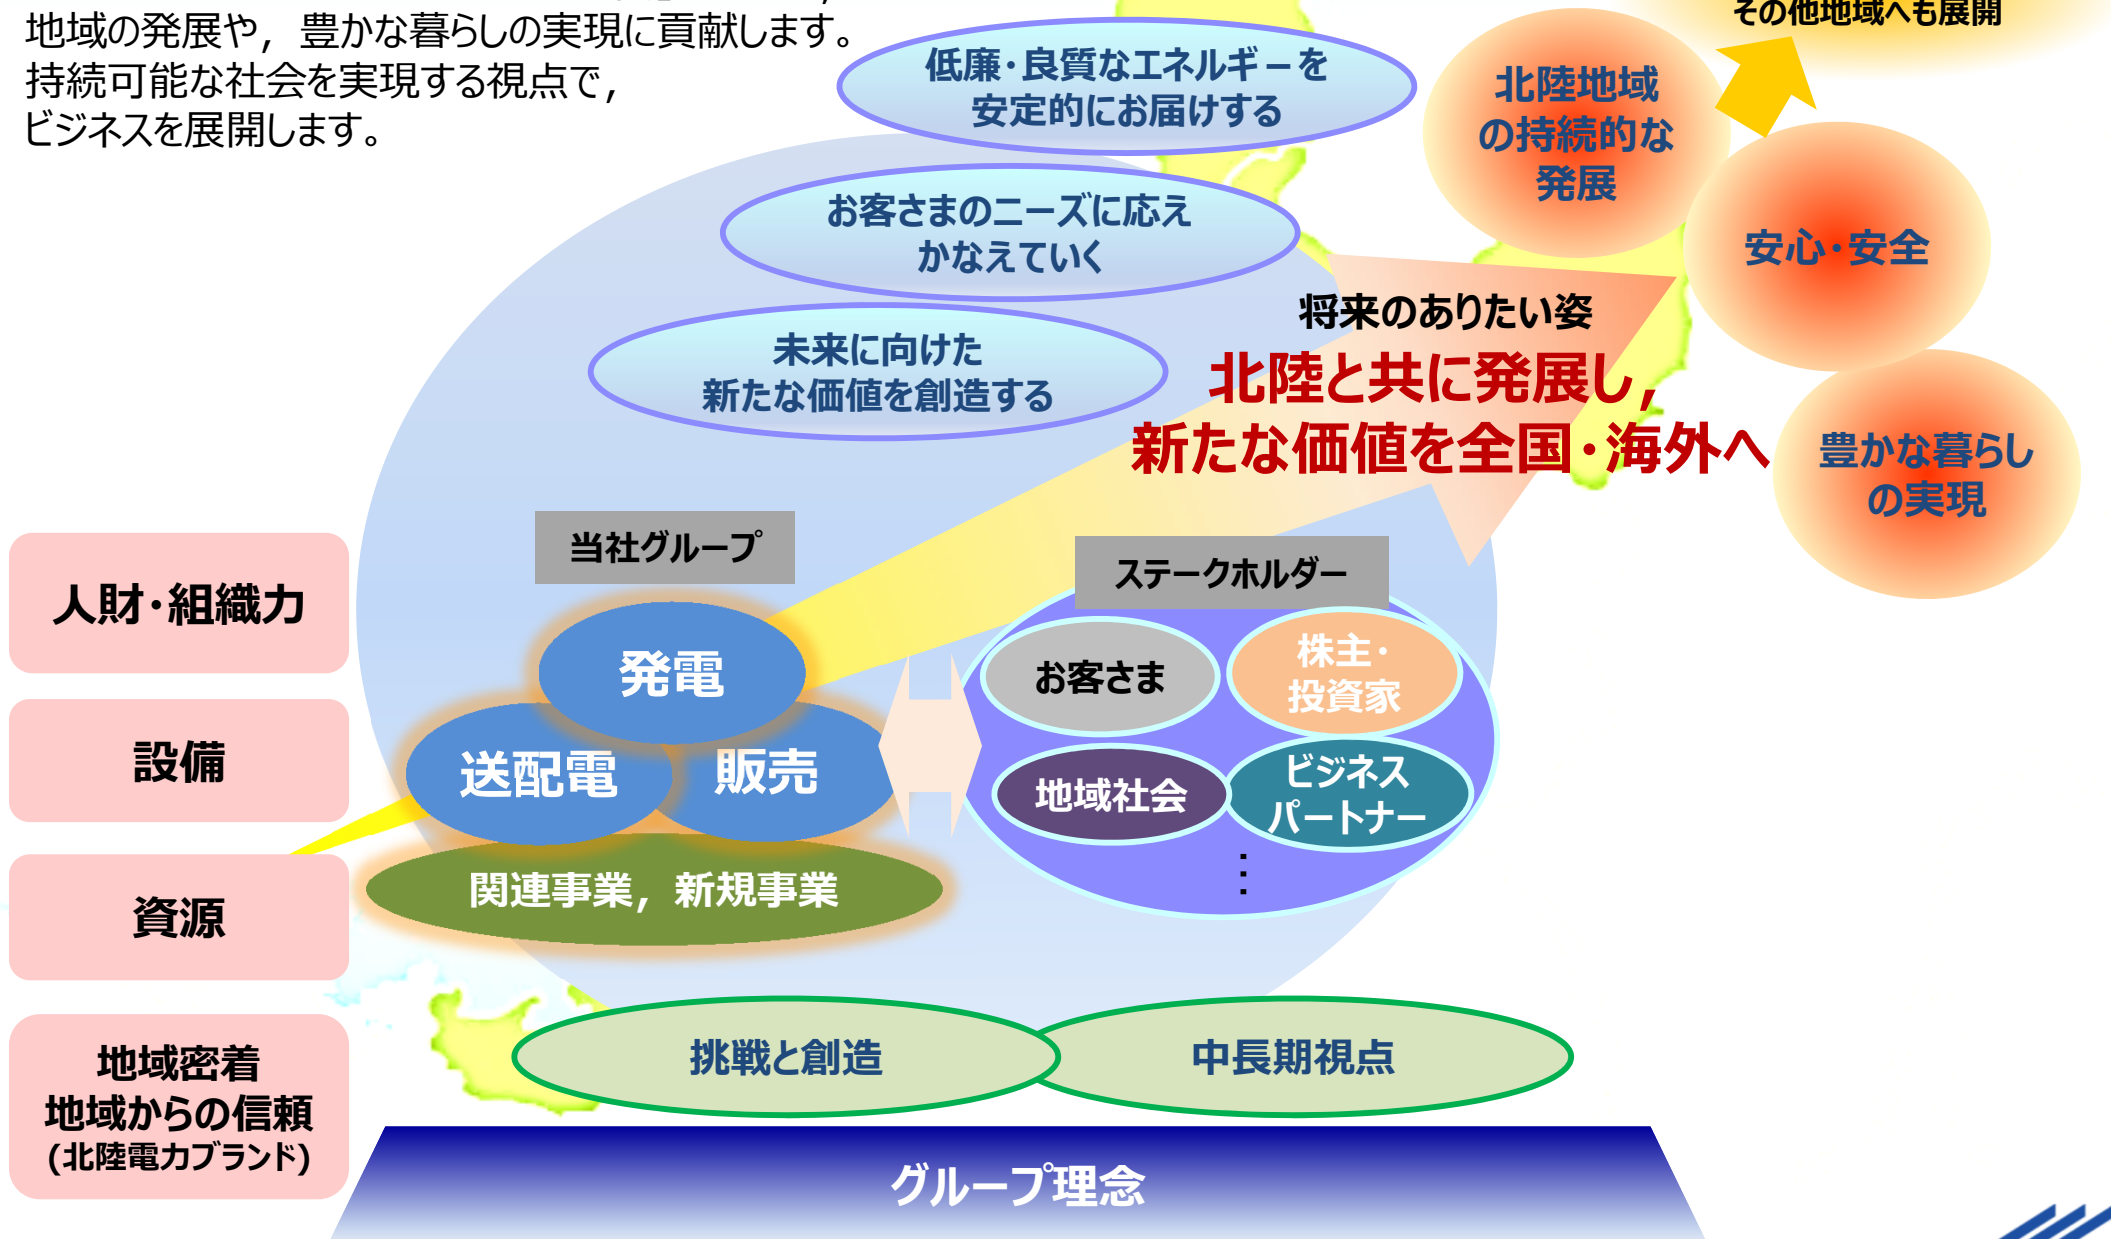 地域の発展や，豊かな暮らしの実現に貢献します。
持続可能な社会を実現する視点で，
ビジネスを展開します。
その他地域へも展開
低廉・良質なエネルギーを
安定的にお届けする
お客さまのニーズに応え
かなえていく
未来に向けた
新たな価値を創造する
北陸地域
の持続的な
発展
安心・安全
豊かな暮らし
の実現
将来のありたい姿
北陸と共に発展し，
新たな価値を全国・海外へ
人財・組織力
設備
資源
地域密着
地域からの信頼
(北陸電力ブランド)
当社グループ
発電
送配電
販売
関連事業，新規事業
ステークホルダー
お客さま
株主・
投資家
地域社会
ビジネス
パートナー
⋮
挑戦と創造
中長期視点
グループ理念